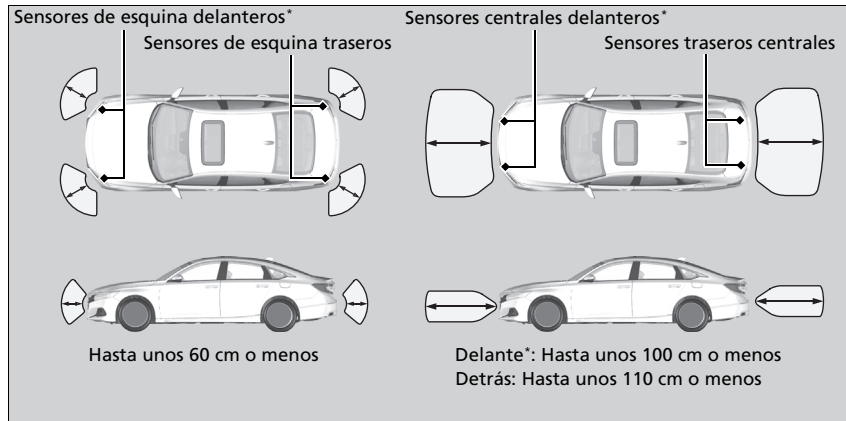 Sensores de esquina delanteros*
Sensores de esquina traseros
Sensores centrales delanteros*
Sensores traseros centrales
Hasta unos 60 cm o menos
Delante*: Hasta unos 100 cm o menos
Detrás: Hasta unos 110 cm o menos